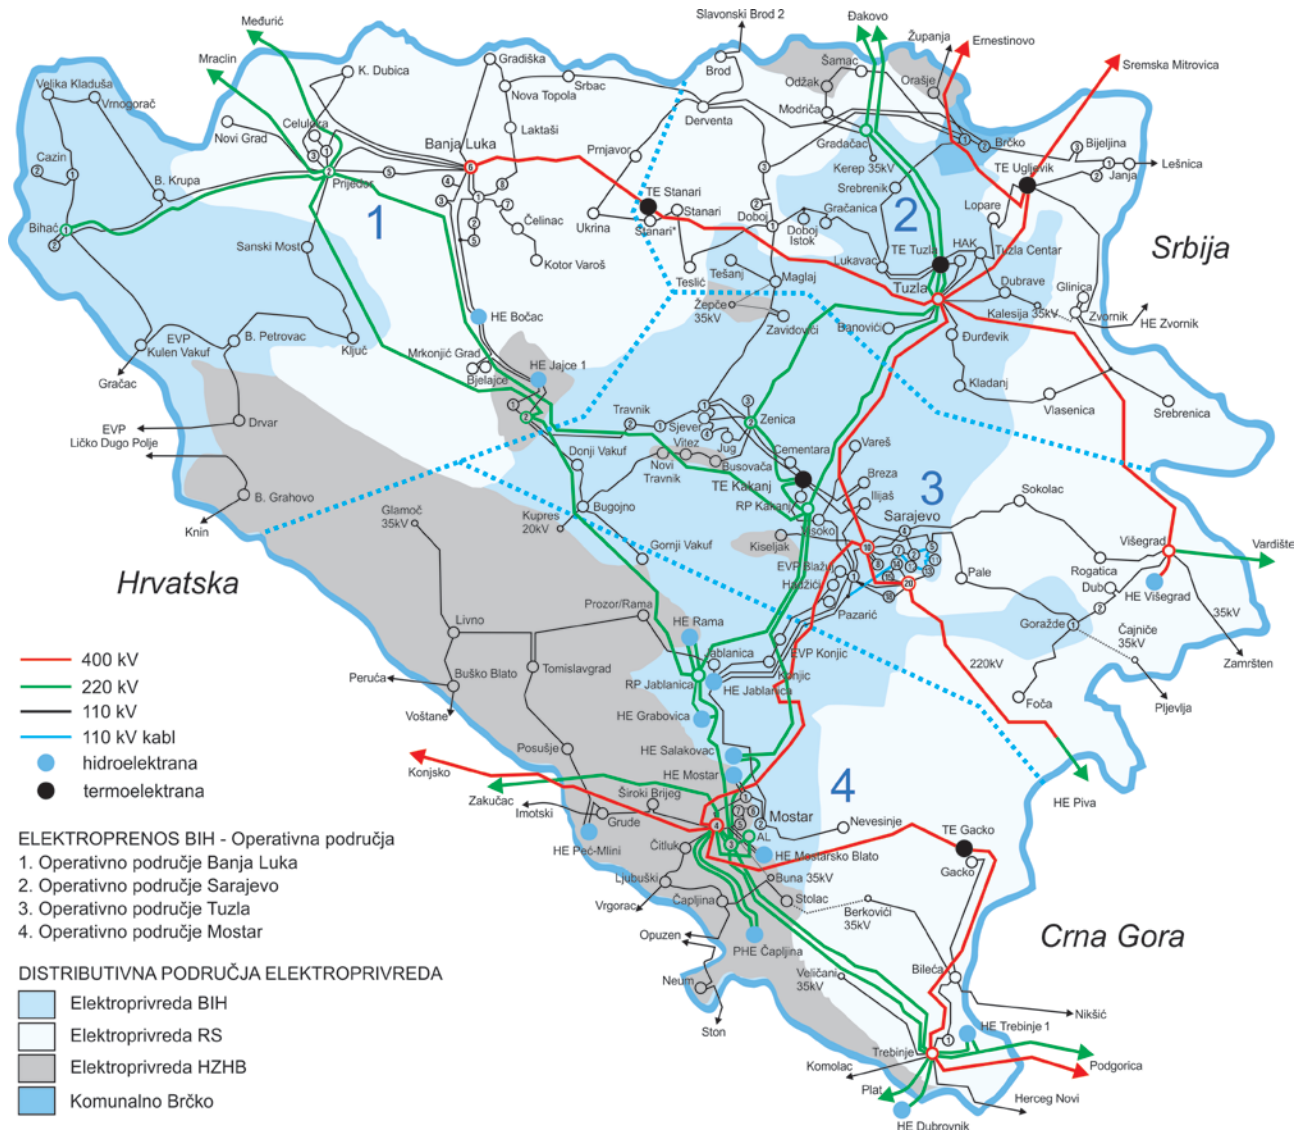 Međurić
Mraclin
Slavonski Brod 2
Đakovo
Županja
Ernestinovo
Sremska Mitrovica
Velika Kladuša
Vrnograč
K. Dubica
Gradiška
Nova Topola
Srbac
Brod
Derventa
Šamac
Odžak
Modriča
Orašje
Novi Grad
Celuloza
Laktaši
Banja Luka
Prijedor
Prnjavor
Gradačac
Kerep 35kV
Brčko
Bijeljina
Janja
Lešnica
TE Ugljevik
Cazin
B. Krupa
Bihać
Sanski Most
1
Čelinac
Kotor Varoš
TE Stanari
Stanari
Stanari*
Ukrina
Teslić
Doboj
Doboj
Istok
Gračanica
Srebrenik
2
Lukavac
TE Tuzla
HAK
Lopare
Tuzla Centar
Tuzla
Dubrave
Kalesija 35kV
Glinica
Zvornik
HE Zvornik
Srbija
Tešanj
Maglaj
Žepče
35kV
Zavidovići
Banovići
Đurđevik
Kladanj
Vlasenica
Srebrenica
HE Bočac
Mrkonjić Grad
Bjelajce
HE Jajce 1
EVP
Kulen Vakuf
B. Petrovac
Ključ
Gračac
Drvar
EVP
Ličko Dugo Polje
B. Grahovo
Knin
Travnik
Sjever
Zenica
Jug
Vitez
Novi
Travnik
Busovača
Donji Vakuf
Bugojno
Kupres
20kV
Gornji Vakuf
Cementara
TE Kakanj
RP Kakanj
Vareš
Breza
Ilijaš
Visoko
Kiseljak
3
Sarajevo
Sokolac
Rogatica
Višegrad
Vardište
HE Višegrad
Pale
Dub
Goražde
Čajniče
35kV
35kV
Zamršten
Pljevlja
Foča
220kV
HE Piva
EVP Blažuj
Hadžići
Pazarić
EVP Konjic
Konjic
Jablanica
HE Jablanica
RP Jablanica
HE Rama
Prozor/Rama
HE Grabovica
HE Salakovac
HE Mostar
Mostar
AL
HE Mostarsko Blato
Nevesinje
4
Glamoč
35kV
Hrvatska
Livno
Tomislavgrad
Buško Blato
Peruća
Voštane
Posušje
Konjsko
Zakučac
Imotski
Grude
Široki Brijeg
HE Peć-Mlini
Čitluk
Ljubuški
Vrgorac
Čapljina
Buna 35kV
Stolac
Berkovići
35kV
TE Gacko
Gacko
Opuzen
Neum
Ston
PHE Čapljina
Veličani
35kV
Bileća
Nikšić
Crna Gora
HE Trebinje 1
Trebinje
Komolac
Plat
HE Dubrovnik
Herceg Novi
Podgorica
400 kV
220 kV
110 kV
110 kV kabl
hidroelektrana
termoelektrana
ELEKTROPRENOS BIH - Operativna područja
1. Operativno područje Banja Luka
2. Operativno područje Sarajevo
3. Operativno područje Tuzla
4. Operativno područje Mostar
DISTRIBUTIVNA PODRUČJA ELEKTROPRIVREDA
Elektroprivreda BIH
Elektroprivreda RS
Elektroprivreda HZHB
Komunalno Brčko